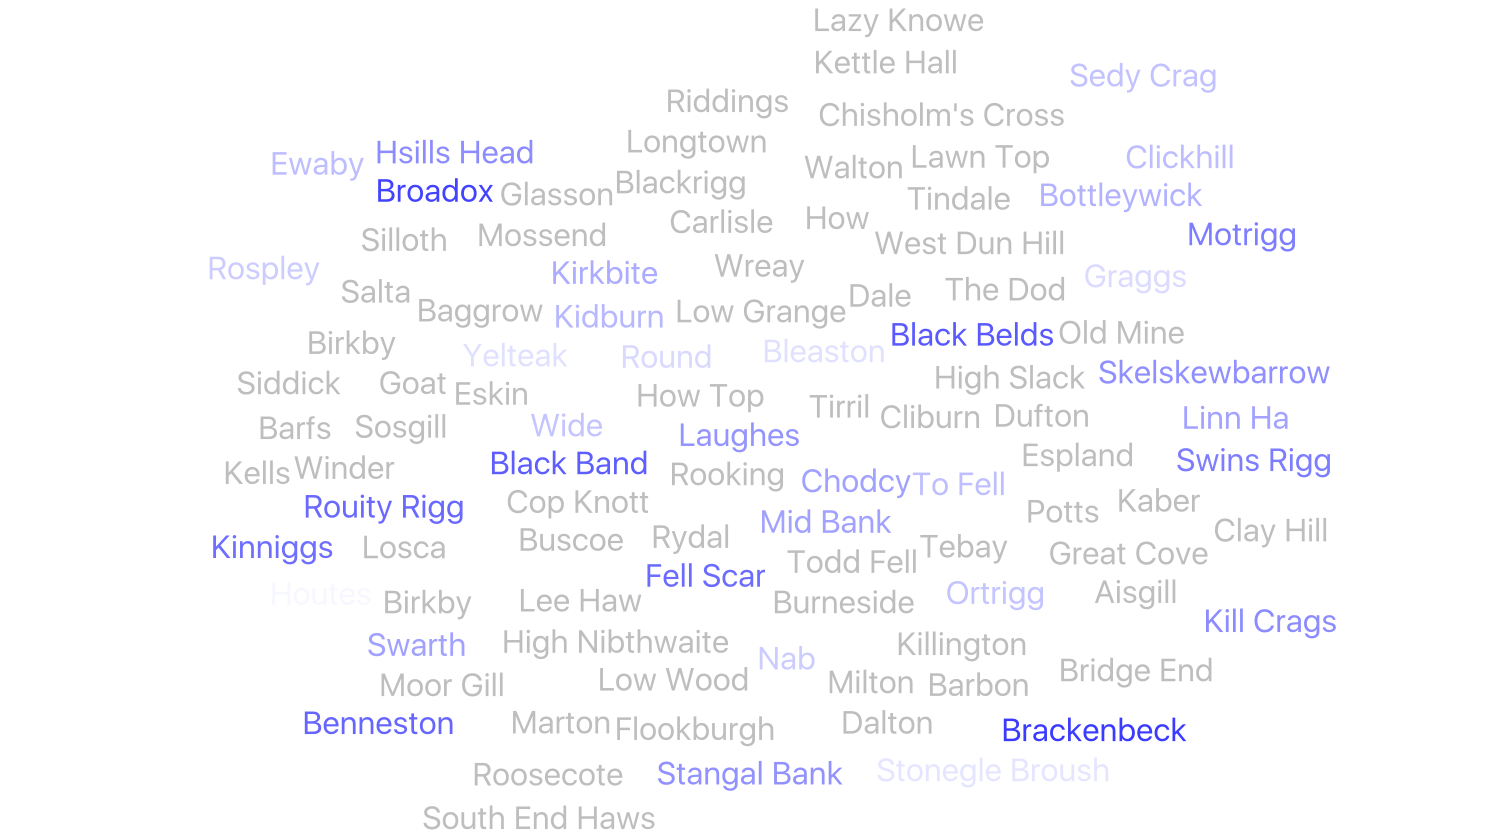 Lazy Knowe
Kettle Hall
Sedy Crag
Riddings
Chisholm's Cross
Longtown
Hsills Head
Ewaby
Walton
Lawn Top
Clickhill
Broadox
Glasson
Blackrigg
Tindale
Bottleywick
Carlisle
How
Silloth
Mossend
West Dun Hill
Motrigg
Rospley
Kirkbite
Wreay
Graggs
Salta
Baggrow
Kidburn
Low Grange
Dale
The Dod
Birkby
Yelteak
Round
Bleaston
Black Belds
Old Mine
Siddick
Goat
Eskin
How Top
High Slack
Skelskewbarrow
Tirril
Cliburn
Dufton
Linn Ha
Barfs
Sosgill
Wide
Laughes
Espland
Swins Rigg
Kells
Winder
Black Band
Rooking
Chodcy
To Fell
Rouity Rigg
Cop Knott
Mid Bank
Potts
Kaber
Clay Hill
Kinniggs
Losca
Buscoe
Rydal
Todd Fell
Tebay
Great Cove
Fell Scar
Houtes
Birkby
Lee Haw
Burneside
Ortrigg
Aisgill
Kill Crags
Swarth
High Nibthwaite
Nab
Killington
Bridge End
Moor Gill
Low Wood
Milton
Barbon
Benneston
Marton
Flookburgh
Dalton
Brackenbeck
Roosecote
Stangal Bank
Stonegle Broush
South End Haws